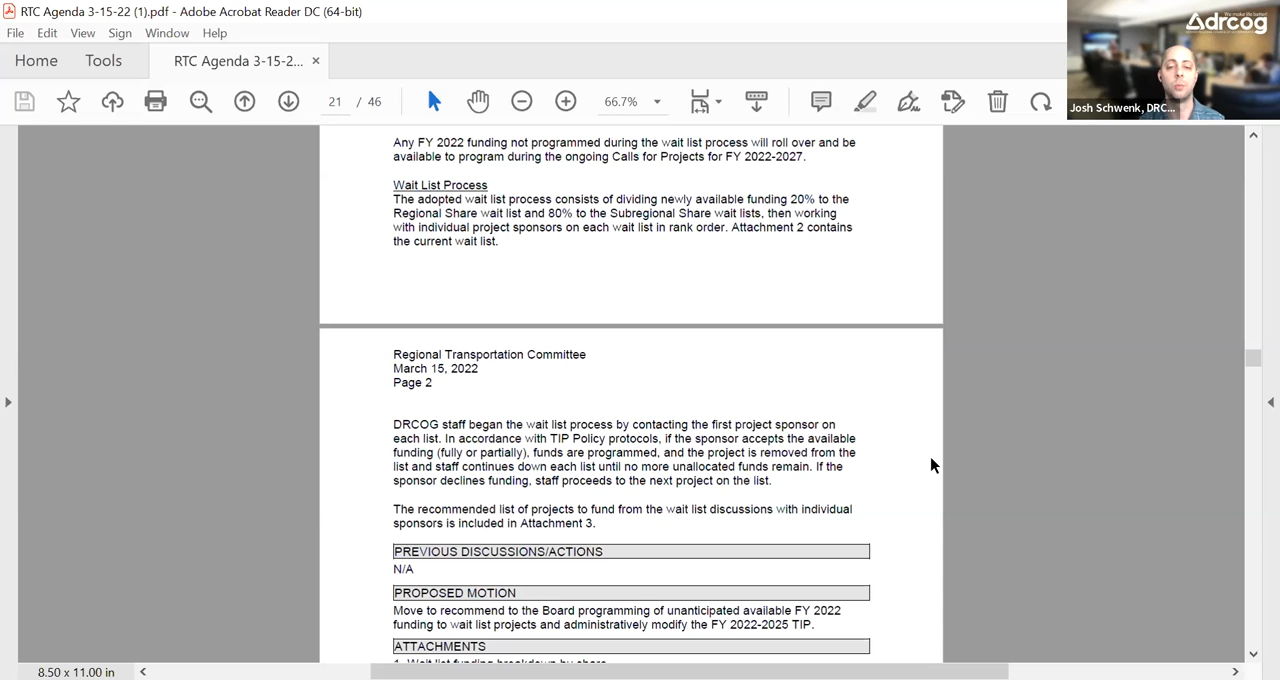 RTC Agenda 3-15-22 (1).pdf - Adobe Acrobat Reader DC (64-bit)
File Edit View Sign Window Help
Home Tools RTC Agenda 3-15-2... ×
21 / 46 66.7%
We make life better!
drcog
Josh Schwenk, DRC...
Any FY 2022 funding not programmed during the wait list process will roll over and be
available to program during the ongoing Calls for Projects for FY 2022-2027.
Wait List Process
The adopted wait list process consists of dividing newly available funding 20% to the
Regional Share wait list and 80% to the Subregional Share wait lists, then working
with individual project sponsors on each wait list in rank order. Attachment 2 contains
the current wait list.
Regional Transportation Committee
March 15, 2022
Page 2
DRCOG staff began the wait list process by contacting the first project sponsor on
each list. In accordance with TIP Policy protocols, if the sponsor accepts the available
funding (fully or partially), funds are programmed, and the project is removed from the
list and staff continues down each list until no more unallocated funds remain. If the
sponsor declines funding, staff proceeds to the next project on the list.
The recommended list of projects to fund from the wait list discussions with individual
sponsors is included in Attachment 3.
PREVIOUS DISCUSSIONS/ACTIONS
N/A
PROPOSED MOTION
Move to recommend to the Board programming of unanticipated available FY 2022
funding to wait list projects and administratively modify the FY 2022-2025 TIP.
ATTACHMENTS
1. Wait list funding breakdown by share
8.50 x 11.00 in